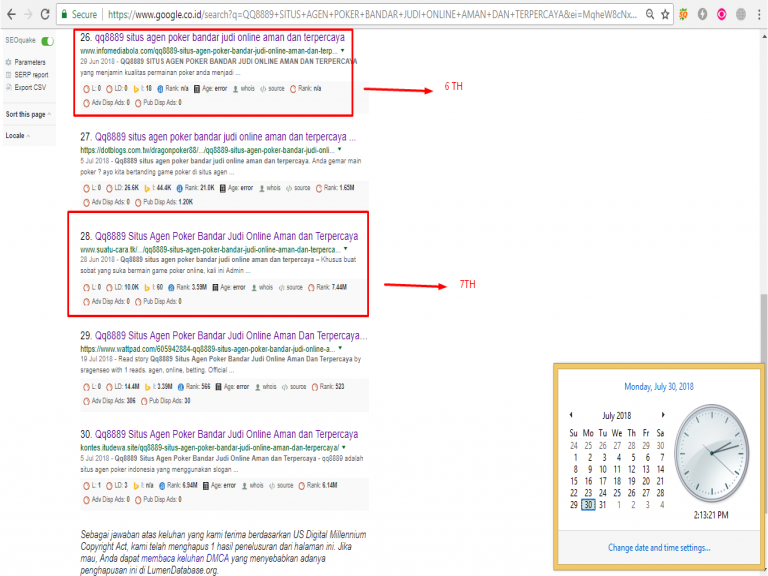 Secure
https://www.google.co.id/search?q=QQ8889+SITUS+AGEN+POKER+BANDAR+JUDI+ONLINE+AMAN+DAN+TERPERCAYA&ei=MqheW8cNx...
SEOquake
Parameters
SERP report
Export CSV
Sort this page
Locale
26. Qq8889 situs agen poker bandar judi online aman dan terpercaya
www.infomediabola.com/qq8889-situs-agen-poker-bandar-judi-online-aman-dan-terp...
29 Jun 2018 - QQ8889 SITUS AGEN POKER BANDAR JUDI ONLINE AMAN DAN TERPERCAYA
yang menjamin kualitas permainan poker anda menjadi ...
L: 0 LD: 0 I: 18 Rank: n/a Age: error whois source Rank: n/a
Adv Disp Ads: 0 Pub Disp Ads: 0
6 TH
27. Qq8889 situs agen poker bandar judi online aman dan terpercaya ...
https://dotblogs.com.tw/dragonpoker88/.../qq8889-situs-agen-poker-bandar-judi-onli...
5 Jul 2018 - Qq8889 situs agen poker bandar judi online aman dan terpercaya. Anda gemar main
poker ? ayo kita bertanding game poker di situs agen ...
L: 0 LD: 26.6K I: 44.4K Rank: 21.0K Age: error whois source Rank: 1.63M
Adv Disp Ads: 0 Pub Disp Ads: 1.20K
28. Qq8889 Situs Agen Poker Bandar Judi Online Aman Dan Terpercaya
www.suatu-cara.tk/.../qq8889-situs-agen-poker-bandar-judi-online-aman-dan-terperca...
28 Jun 2018 - Qq8889 situs agen poker bandar judi online aman dan terpercaya – Khusus buat
sobat yang suka bermain game poker online, kali ini Admin ...
L: 0 LD: 10.0K I: 60 Rank: 3.59M Age: error whois source Rank: 7.44M
Adv Disp Ads: 0 Pub Disp Ads: 0
7TH
29. Qq8889 Situs Agen Poker Bandar Judi Online Aman Dan Terpercaya...
https://www.wattpad.com/605942884-qq8889-situs-agen-poker-bandar-judi-online-a...
19 Jul 2018 - Read story Qq8889 Situs Agen Poker Bandar Judi Online Aman Dan Terpercaya by
sragenseo with 1 reads. agen, online, betting. Official ...
L: 0 LD: 14.4M I: 3.39M Rank: 566 Age: error whois source Rank: 523
Adv Disp Ads: 306 Pub Disp Ads: 30
30. Qq8889 Situs Agen Poker Bandar Judi Online Aman Dan Terpercaya
kontes.itudewa.site/qq8889-situs-agen-poker-bandar-judi-online-aman-dan-terpercaya/
5 Jul 2018 - Qq8889 Situs Agen Poker Bandar Judi Online Aman Dan Terpercaya - qq8889 adalah
situs agen poker indonesia yang menggunakan slogan ...
L: 1 LD: 3 I: n/a Rank: 6.94M Age: error whois source Rank: 6.14M
Adv Disp Ads: 0 Pub Disp Ads: 0
Sebagai jawaban atas keluhan yang kami terima berdasarkan US Digital Millennium
Copyright Act, kami telah menghapus 1 hasil penelusuran dari halaman ini. Jika
mau, Anda dapat membaca keluhan DMCA yang menyebabkan adanya
penghapusan ini di LumenDatabase.org.
Monday, July 30, 2018
July 2018
Su Mo Tu We Th Fr Sa
24 25 26 27 28 29 30
1 2 3 4 5 6 7
8 9 10 11 12 13 14
15 16 17 18 19 20 21
22 23 24 25 26 27 28
29 30 31 1 2 3 4
2:13:21 PM
Change date and time settings...